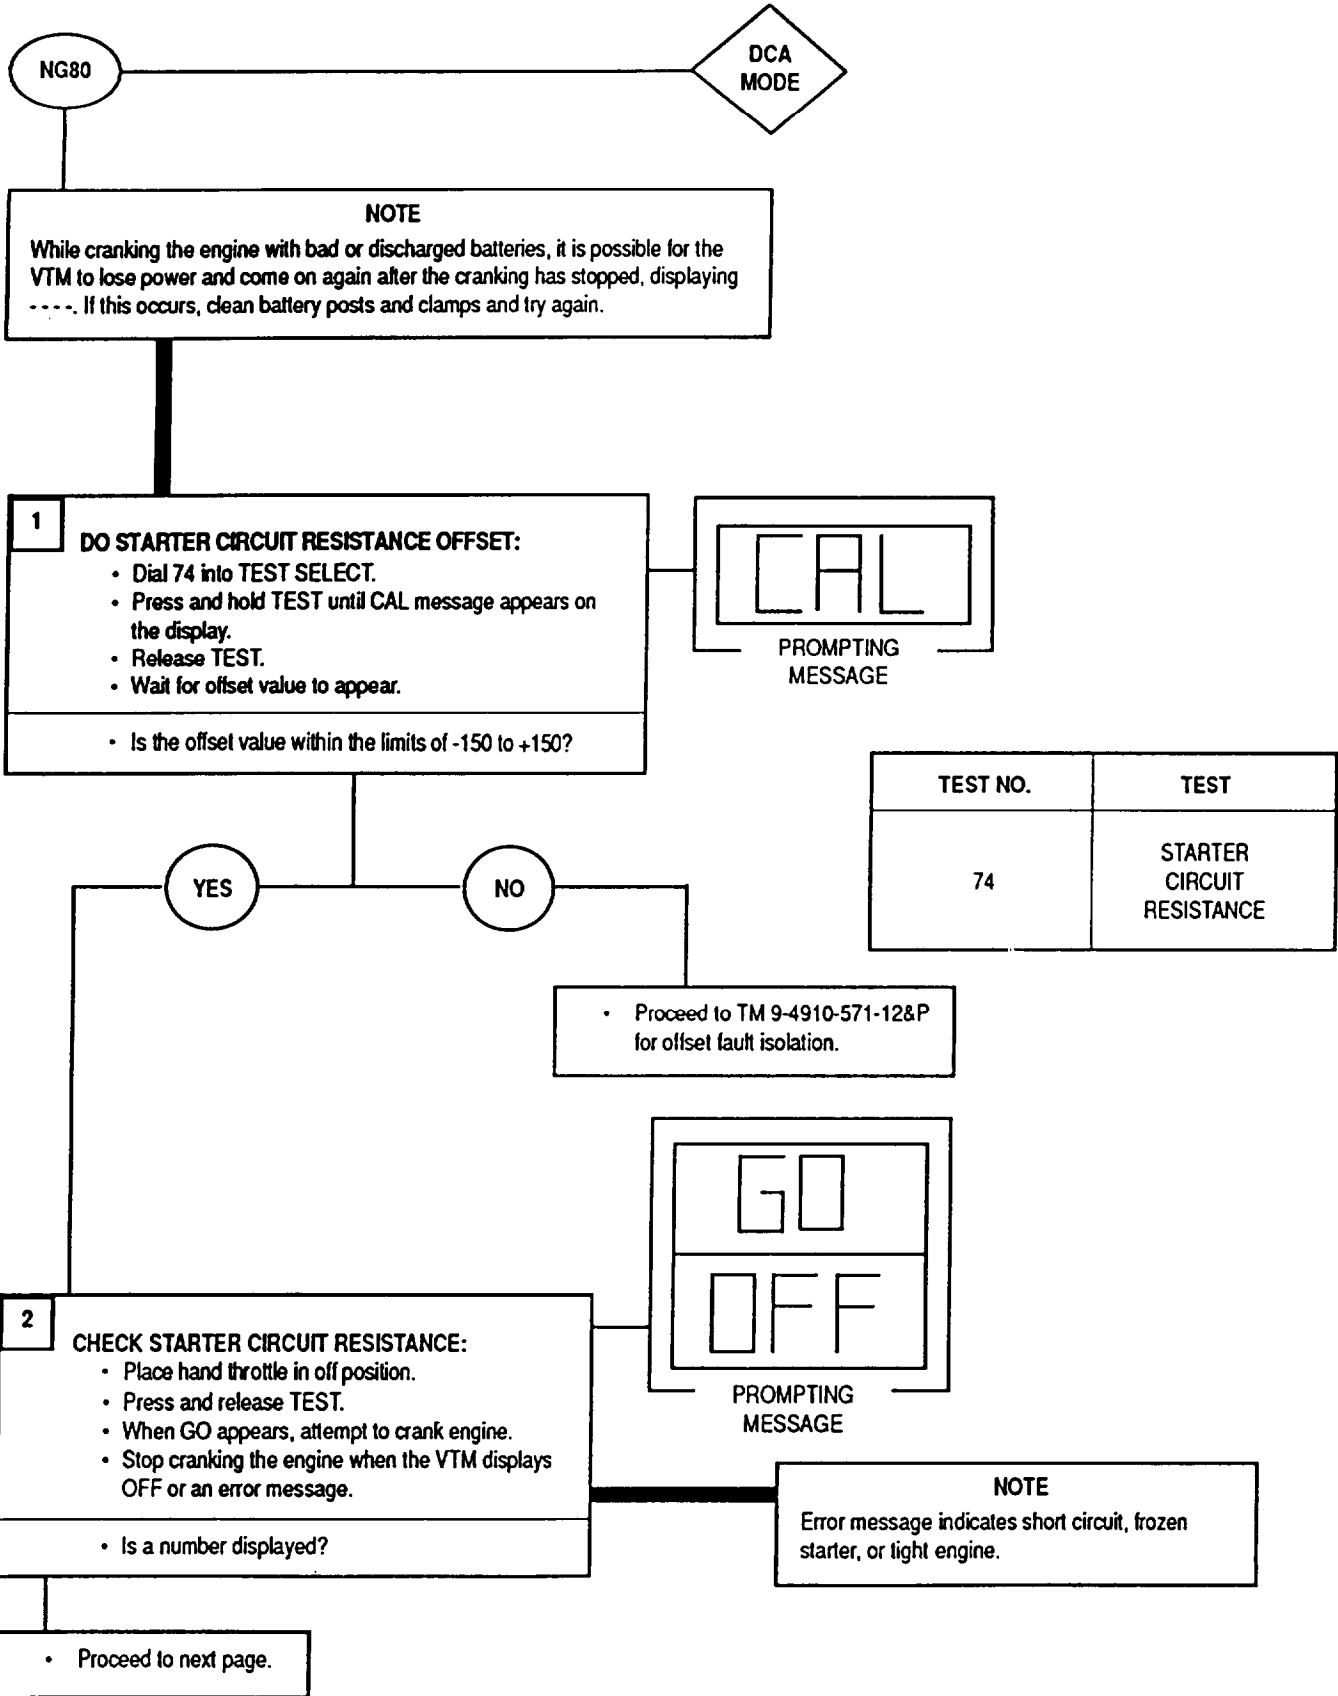 NG80
DCA
MODE
NOTE
While cranking the engine with bad or discharged batteries, it is possible for the
VTM to lose power and come on again after the cranking has stopped, displaying
- - - -. If this occurs, clean battery posts and clamps and try again.
1
DO STARTER CIRCUIT RESISTANCE OFFSET:
• Dial 74 into TEST SELECT.
• Press and hold TEST until CAL message appears on
the display.
• Release TEST.
• Wait for offset value to appear.
• Is the offset value within the limits of -150 to +150?
CAL
PROMPTING
MESSAGE
TEST NO.
TEST
74
STARTER
CIRCUIT
RESISTANCE
YES
NO
• Proceed to TM 9-4910-571-12&P
for offset fault isolation.
GO
OFF
PROMPTING
MESSAGE
2
CHECK STARTER CIRCUIT RESISTANCE:
• Place hand throttle in off position.
• Press and release TEST.
• When GO appears, attempt to crank engine.
• Stop cranking the engine when the VTM displays
OFF or an error message.
• Is a number displayed?
NOTE
Error message indicates short circuit, frozen
starter, or tight engine.
• Proceed to next page.